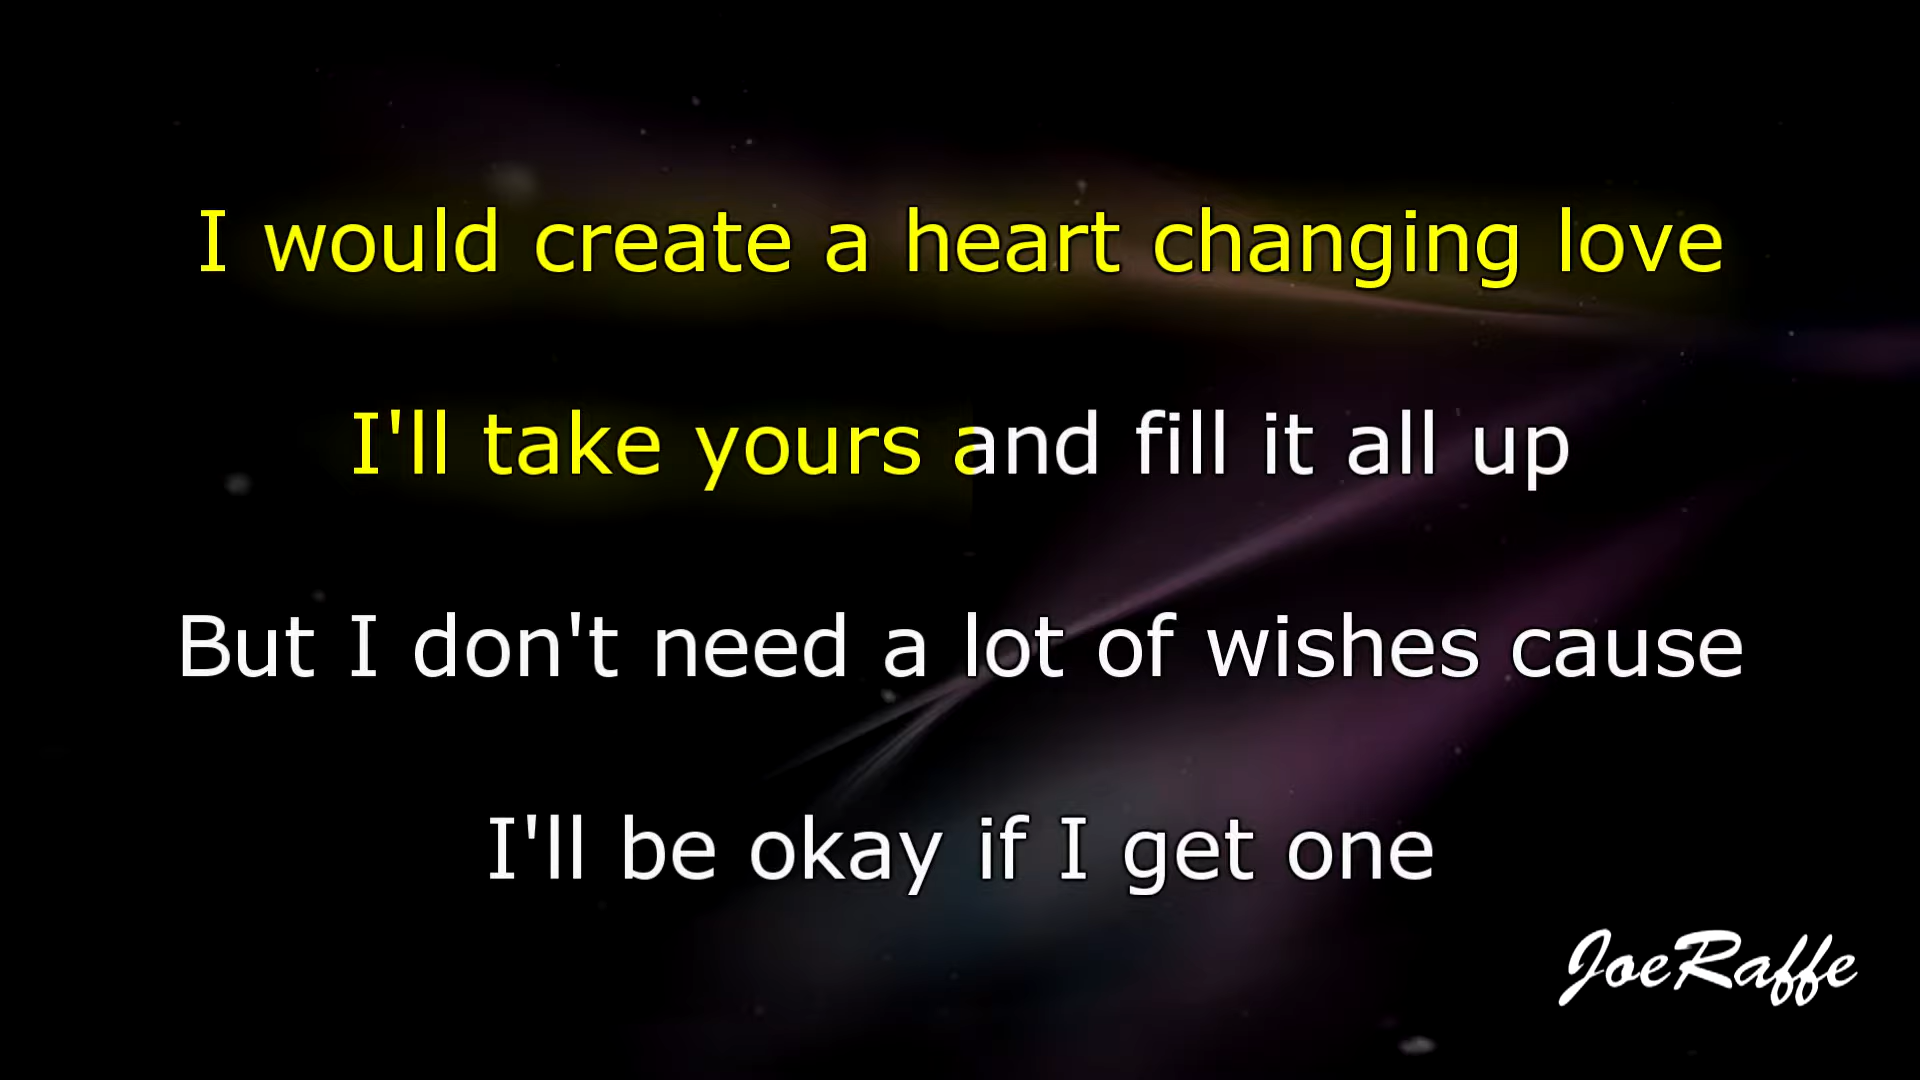 I would create a heart changing love
I'll take yours and fill it all up
But I don't need a lot of wishes cause
I'll be okay if I get one
JoeRaffe